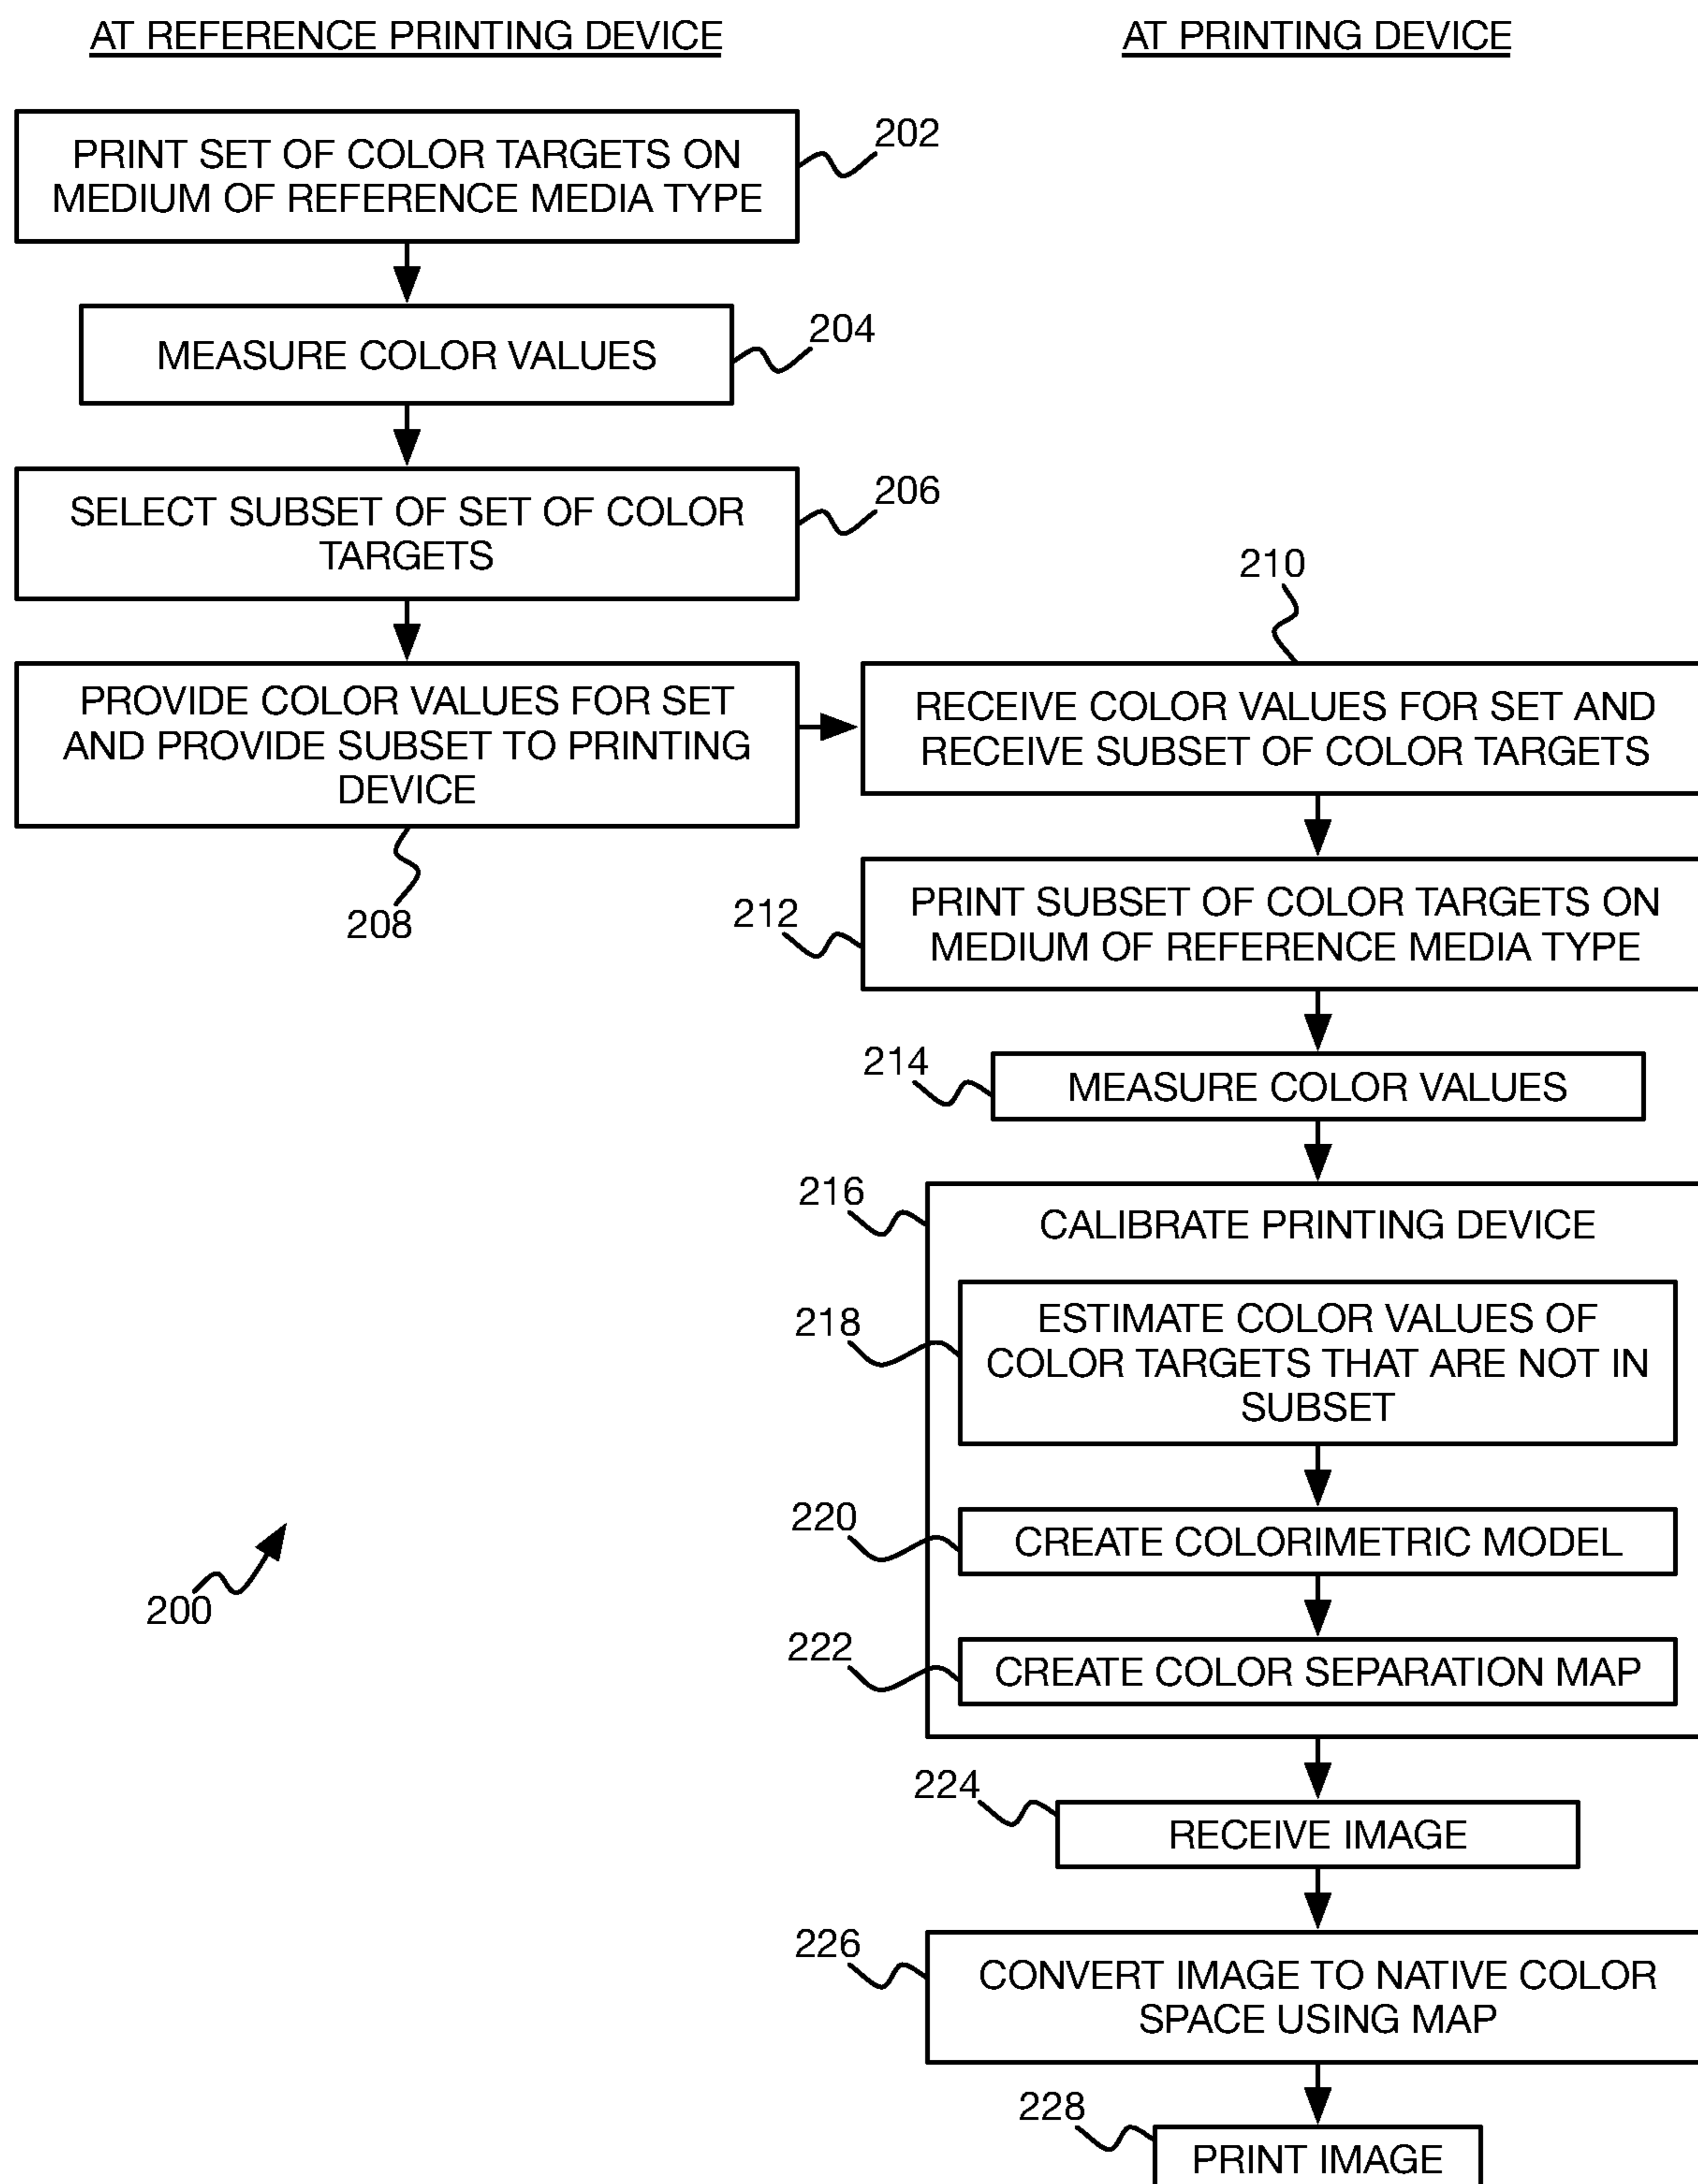 AT REFERENCE PRINTING DEVICE
PRINT SET OF COLOR TARGETS ON
MEDIUM OF REFERENCE MEDIA TYPE
202
MEASURE COLOR VALUES
204
SELECT SUBSET OF SET OF COLOR
TARGETS
206
PROVIDE COLOR VALUES FOR SET
AND PROVIDE SUBSET TO PRINTING
DEVICE
208
AT PRINTING DEVICE
210
RECEIVE COLOR VALUES FOR SET AND
RECEIVE SUBSET OF COLOR TARGETS
212
PRINT SUBSET OF COLOR TARGETS ON
MEDIUM OF REFERENCE MEDIA TYPE
214
MEASURE COLOR VALUES
216
CALIBRATE PRINTING DEVICE
218
ESTIMATE COLOR VALUES OF
COLOR TARGETS THAT ARE NOT IN
SUBSET
220
CREATE COLORIMETRIC MODEL
222
CREATE COLOR SEPARATION MAP
224
RECEIVE IMAGE
226
CONVERT IMAGE TO NATIVE COLOR
SPACE USING MAP
228
PRINT IMAGE
200